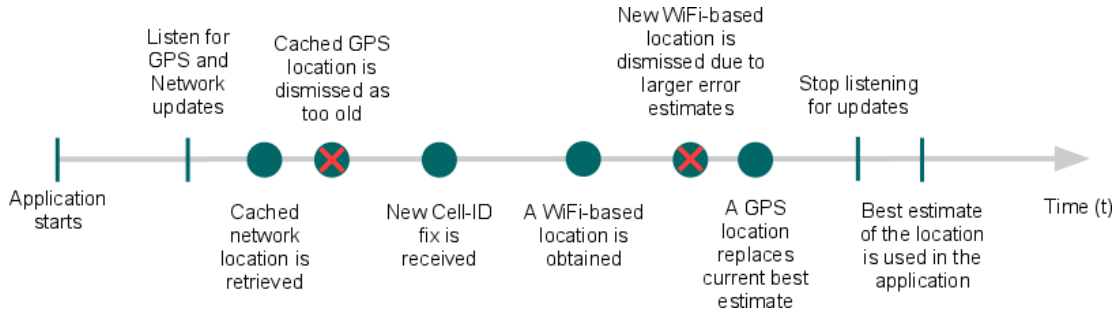 Application
starts
Listen for
GPS and
Network
updates
Cached
network
location is
retrieved
Cached GPS
location is
dismissed as
too old
New Cell-ID
fix is
received
A WiFi-based
location is
obtained
New WiFi-based
location is
dismissed due to
larger error
estimates
A GPS
location
replaces
current best
estimate
Stop listening
for updates
Best estimate
of the location
is used in the
application
Time (t)